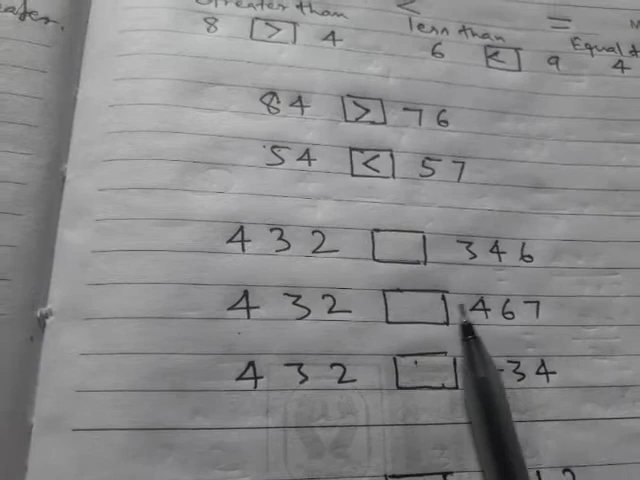 Greater than < =
less than Equal
8 > 4 6 < 9 4
84 > 76
54 < 57
432 346
432 467
432 34